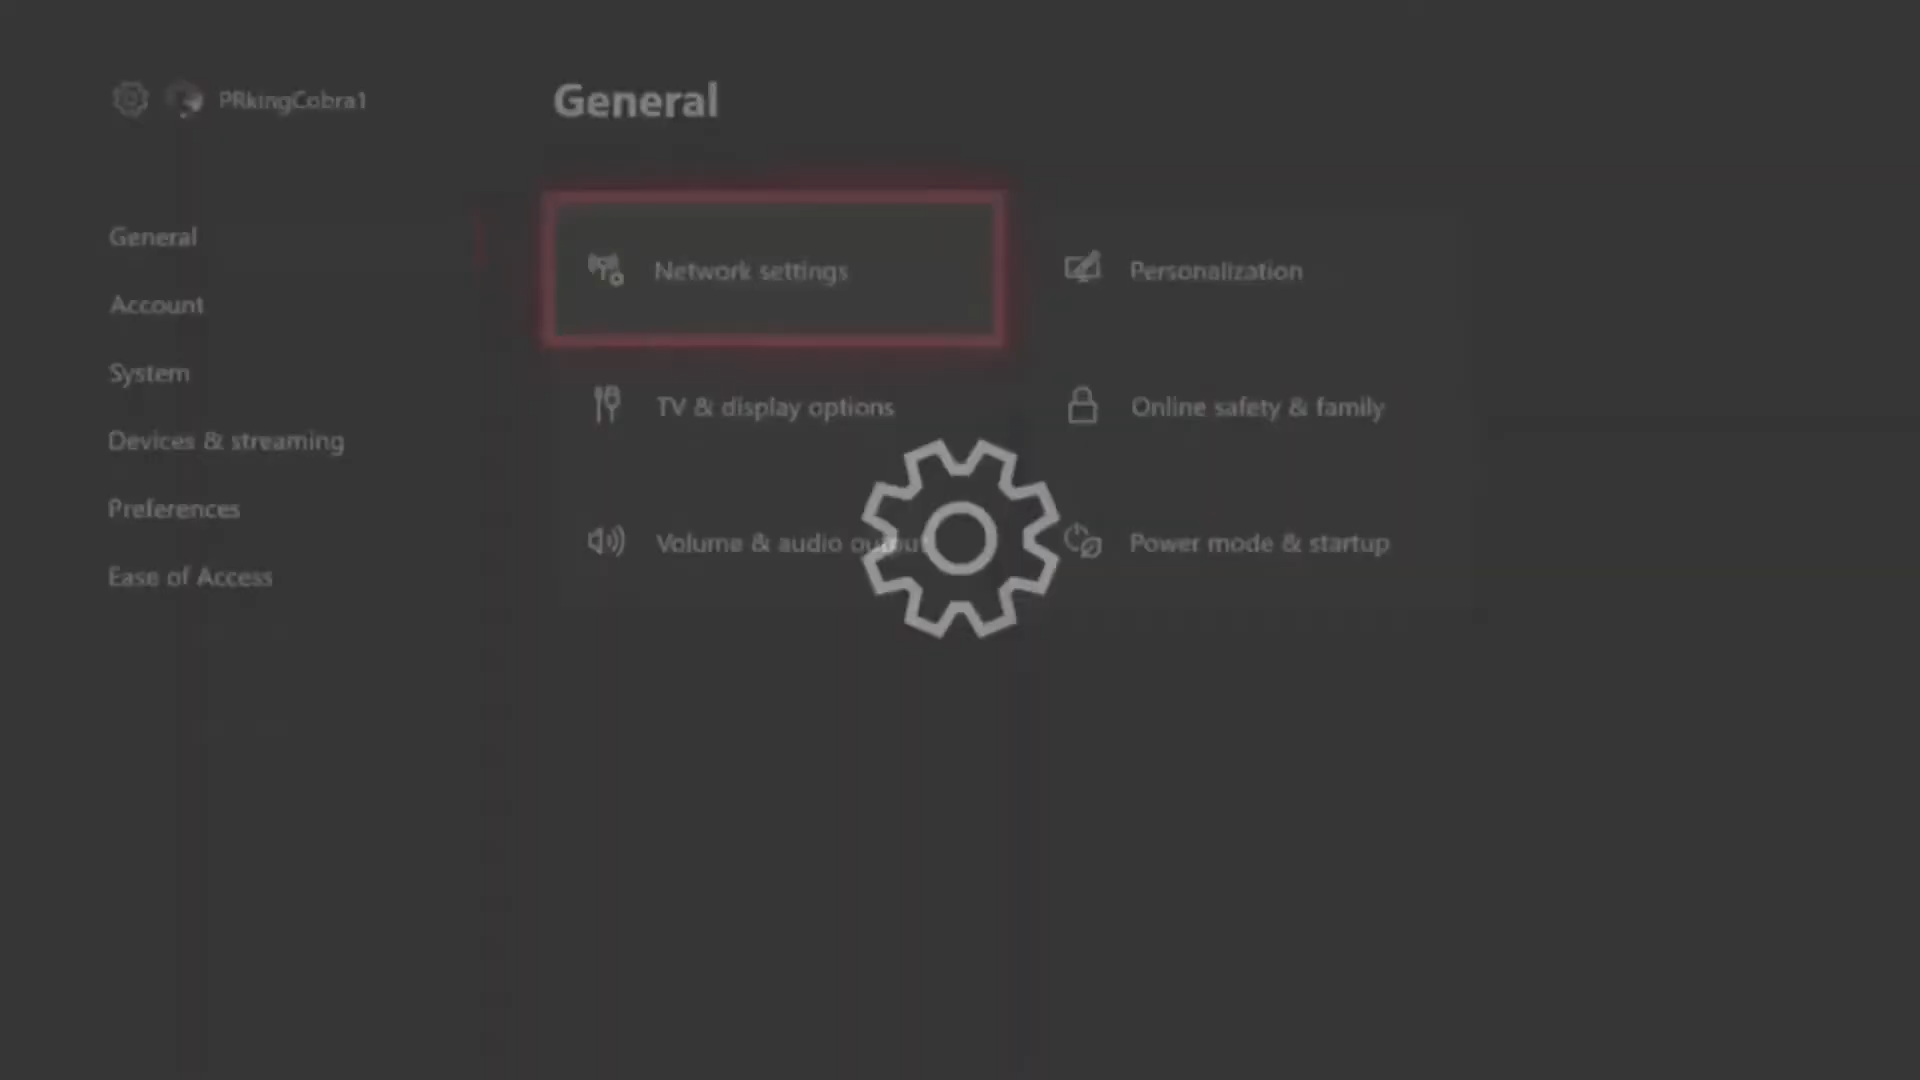 PRkingCobra1
General
General
Account
System
Devices & streaming
Preferences
Ease of Access
Network settings
Personalization
TV & display options
Online safety & family
Volume & audio output
Power mode & startup